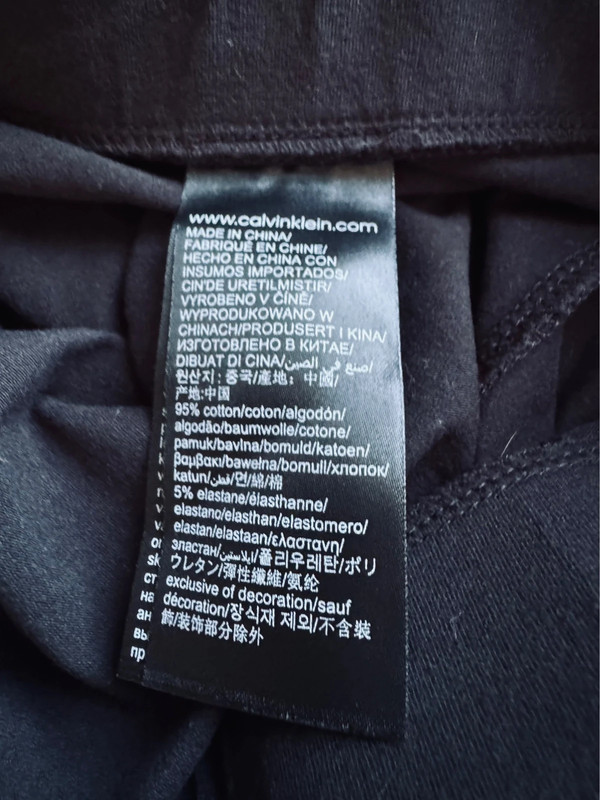 www.calvinklein.com
MADE IN CHINA/
FABRIQUÉ EN CHINE/
HECHO EN CHINA CON
INSUMOS IMPORTADOS/
CIN'DE URETILMISTIR/
VYROBENO V ČÍNĚ/
WYPRODUKOWANO W
CHINACH/PRODUSERT I KINA/
ИЗГОТОВЛЕНО В КИТАЕ/
DIBUAT DI CINA/صنع في الصين/
원산지 : 중국/產地：中國/
产地:中国
95% cotton/coton/algodón/
algodão/baumwolle/cotone/
pamuk/bavlna/bomuld/katoen/
βαμβακι/bawełna/bomull/хлопок/
katun/قطن/면/綿/棉
5% elastane/élasthanne/
elastano/elasthan/elastomero/
elastan/elastaan/ελαστανη/
эластан/ايلاستين/폴리우레탄/ポリ
ウレタン/彈性纖維/氨纶
exclusive of decoration/sauf
décoration/장식재 제외/不含裝
飾/装饰部分除外